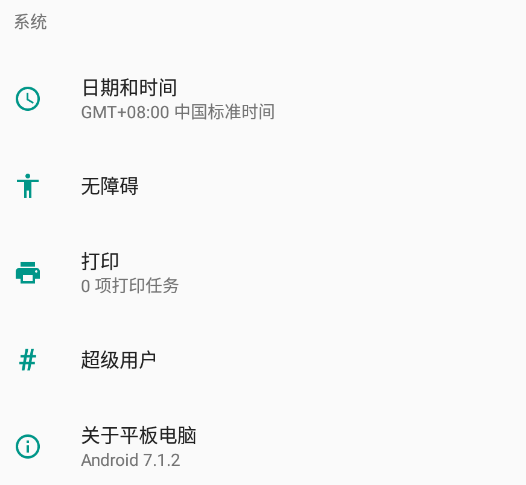 系统
日期和时间
GMT+08:00 中国标准时间
无障碍
打印
0 项打印任务
#
超级用户
关于平板电脑
Android 7.1.2